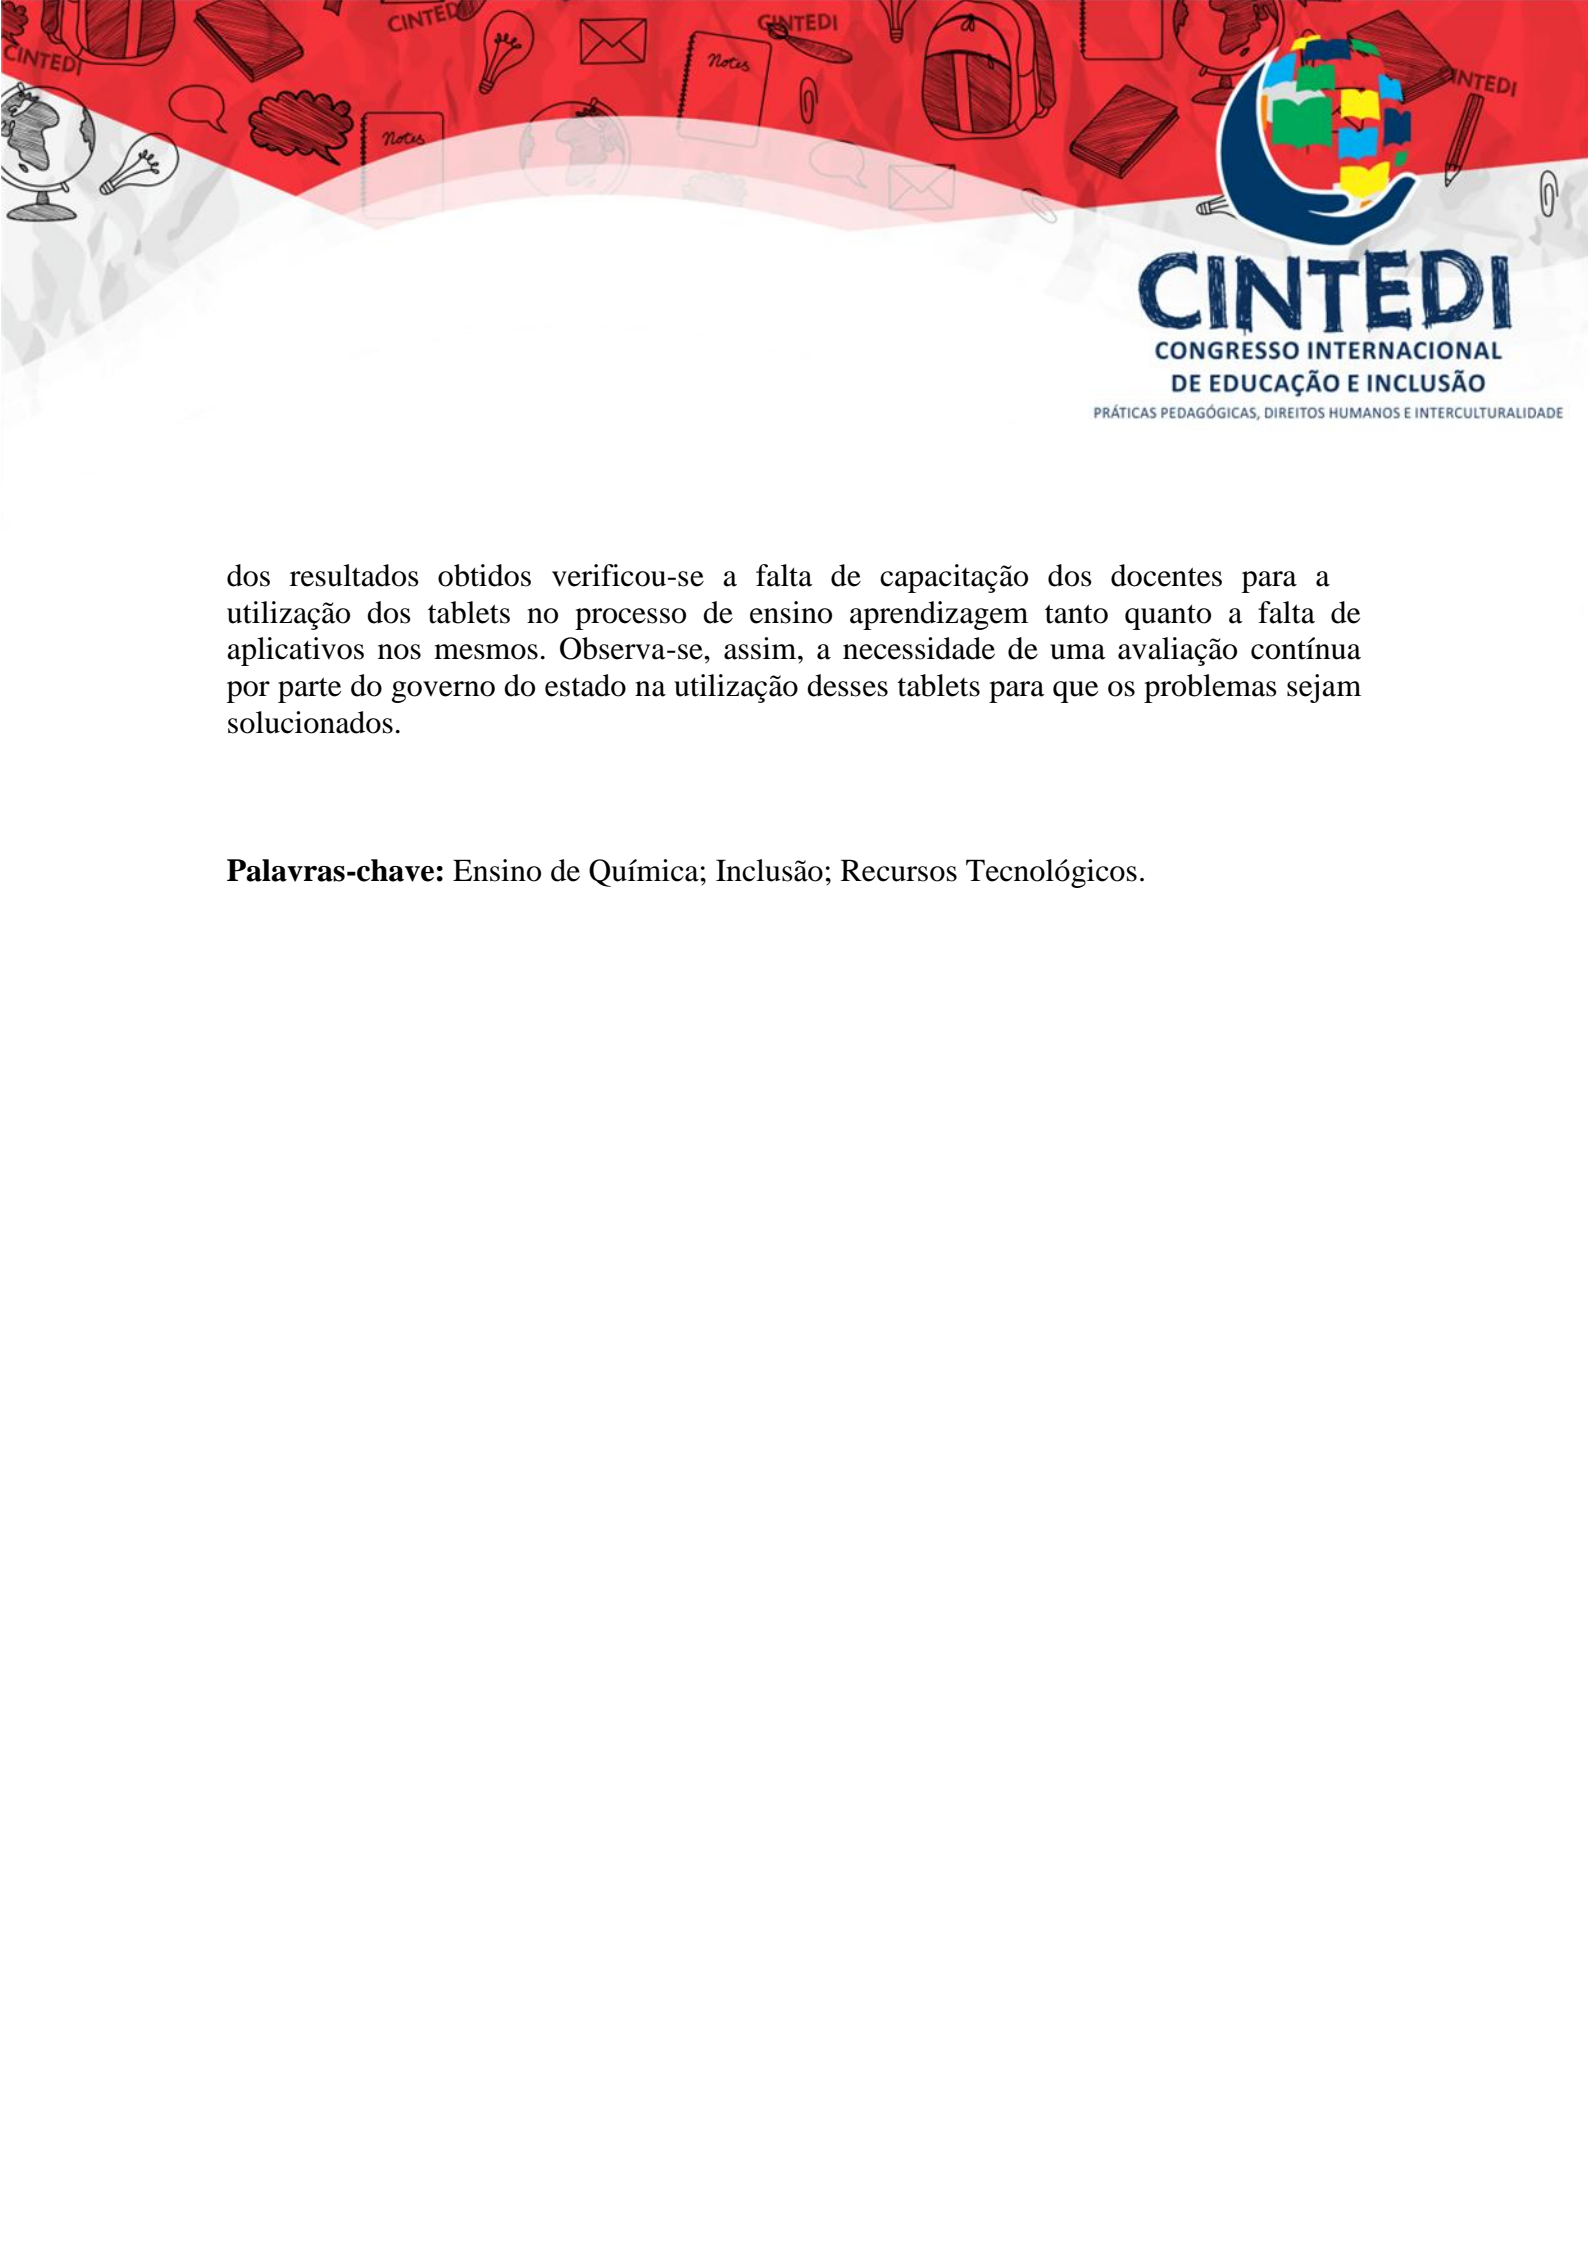 CINTEDI
CINTED
CINTEDI
INTEDI
Notes
Notes
CINTEDI
CONGRESSO INTERNACIONAL
DE EDUCAÇÃO E INCLUSÃO
PRÁTICAS PEDAGÓGICAS, DIREITOS HUMANOS E INTERCULTURALIDADE
dos resultados obtidos verificou-se a falta de capacitação dos docentes para a
utilização dos tablets no processo de ensino aprendizagem tanto quanto a falta de
aplicativos nos mesmos. Observa-se, assim, a necessidade de uma avaliação contínua
por parte do governo do estado na utilização desses tablets para que os problemas sejam
solucionados.
Palavras-chave: Ensino de Química; Inclusão; Recursos Tecnológicos.